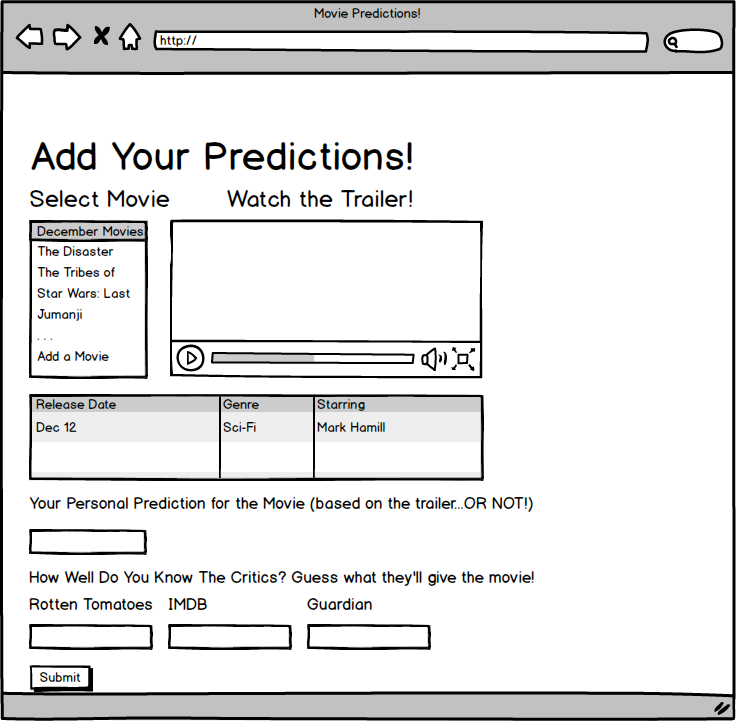 Movie Predictions!
http://
Add Your Predictions!
Select Movie Watch the Trailer!
December Movies
The Disaster
The Tribes of
Star Wars: Last
Jumanji
. . .
Add a Movie
Release Date Genre Starring
Dec 12 Sci-Fi Mark Hamill
Your Personal Prediction for the Movie (based on the trailer...OR NOT!)
How Well Do You Know The Critics? Guess what they'll give the movie!
Rotten Tomatoes IMDB Guardian
Submit